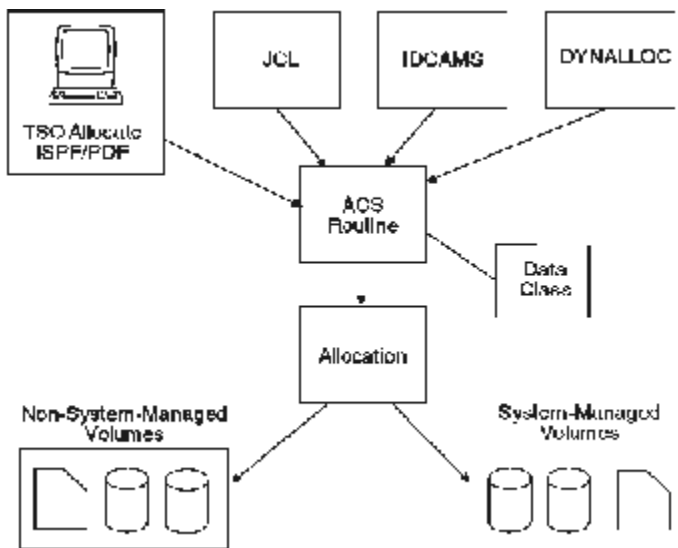 JCL
IDCAMS
DYNALLOC
TSO Allocate
ISPF/PDF
ACS
Routine
Data
Class
Allocation
Non-System-Managed
Volumes
System-Managed
Volumes